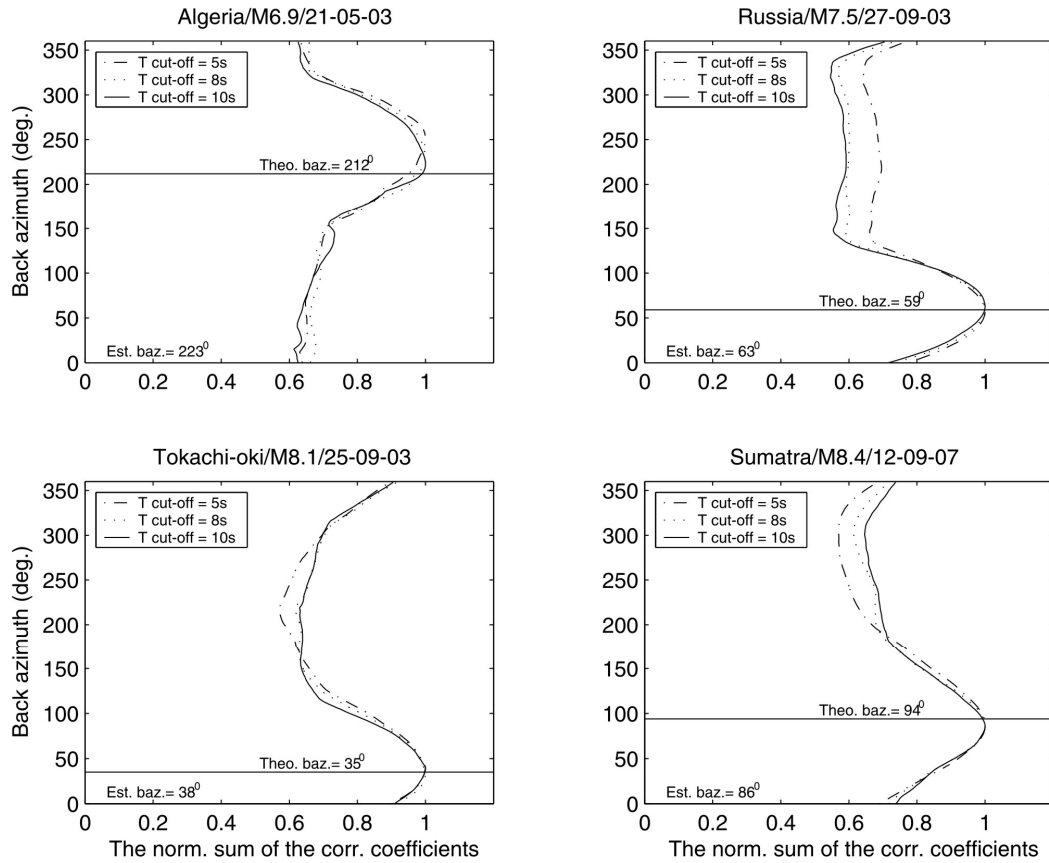 Algeria/M6.9/21-05-03
350
300
250
200
150
100
50
0
Back azimuth (deg.)
T cut-off = 5s
T cut-off = 8s
T cut-off = 10s
Theo. baz.= 212⁰
Est. baz.= 223⁰
0 0.2 0.4 0.6 0.8 1
Russia/M7.5/27-09-03
350
300
250
200
150
100
50
0
T cut-off = 5s
T cut-off = 8s
T cut-off = 10s
Theo. baz.= 59⁰
Est. baz.= 63⁰
0 0.2 0.4 0.6 0.8 1
Tokachi-oki/M8.1/25-09-03
350
300
250
200
150
100
50
0
Back azimuth (deg.)
T cut-off = 5s
T cut-off = 8s
T cut-off = 10s
Theo. baz.= 35⁰
Est. baz.= 38⁰
0 0.2 0.4 0.6 0.8 1
The norm. sum of the corr. coefficients
Sumatra/M8.4/12-09-07
350
300
250
200
150
100
50
0
T cut-off = 5s
T cut-off = 8s
T cut-off = 10s
Theo. baz.= 94⁰
Est. baz.= 86⁰
0 0.2 0.4 0.6 0.8 1
The norm. sum of the corr. coefficients